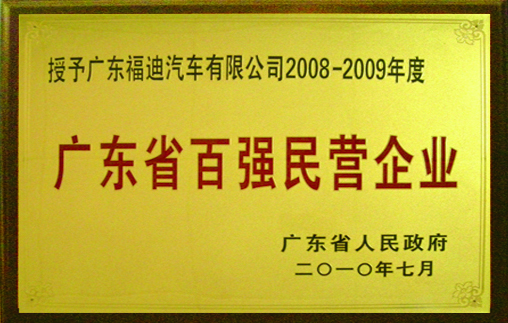 授予广东福迪汽车有限公司2008-2009年度
广东省百强民营企业
广东省人民政府
二〇一〇年七月